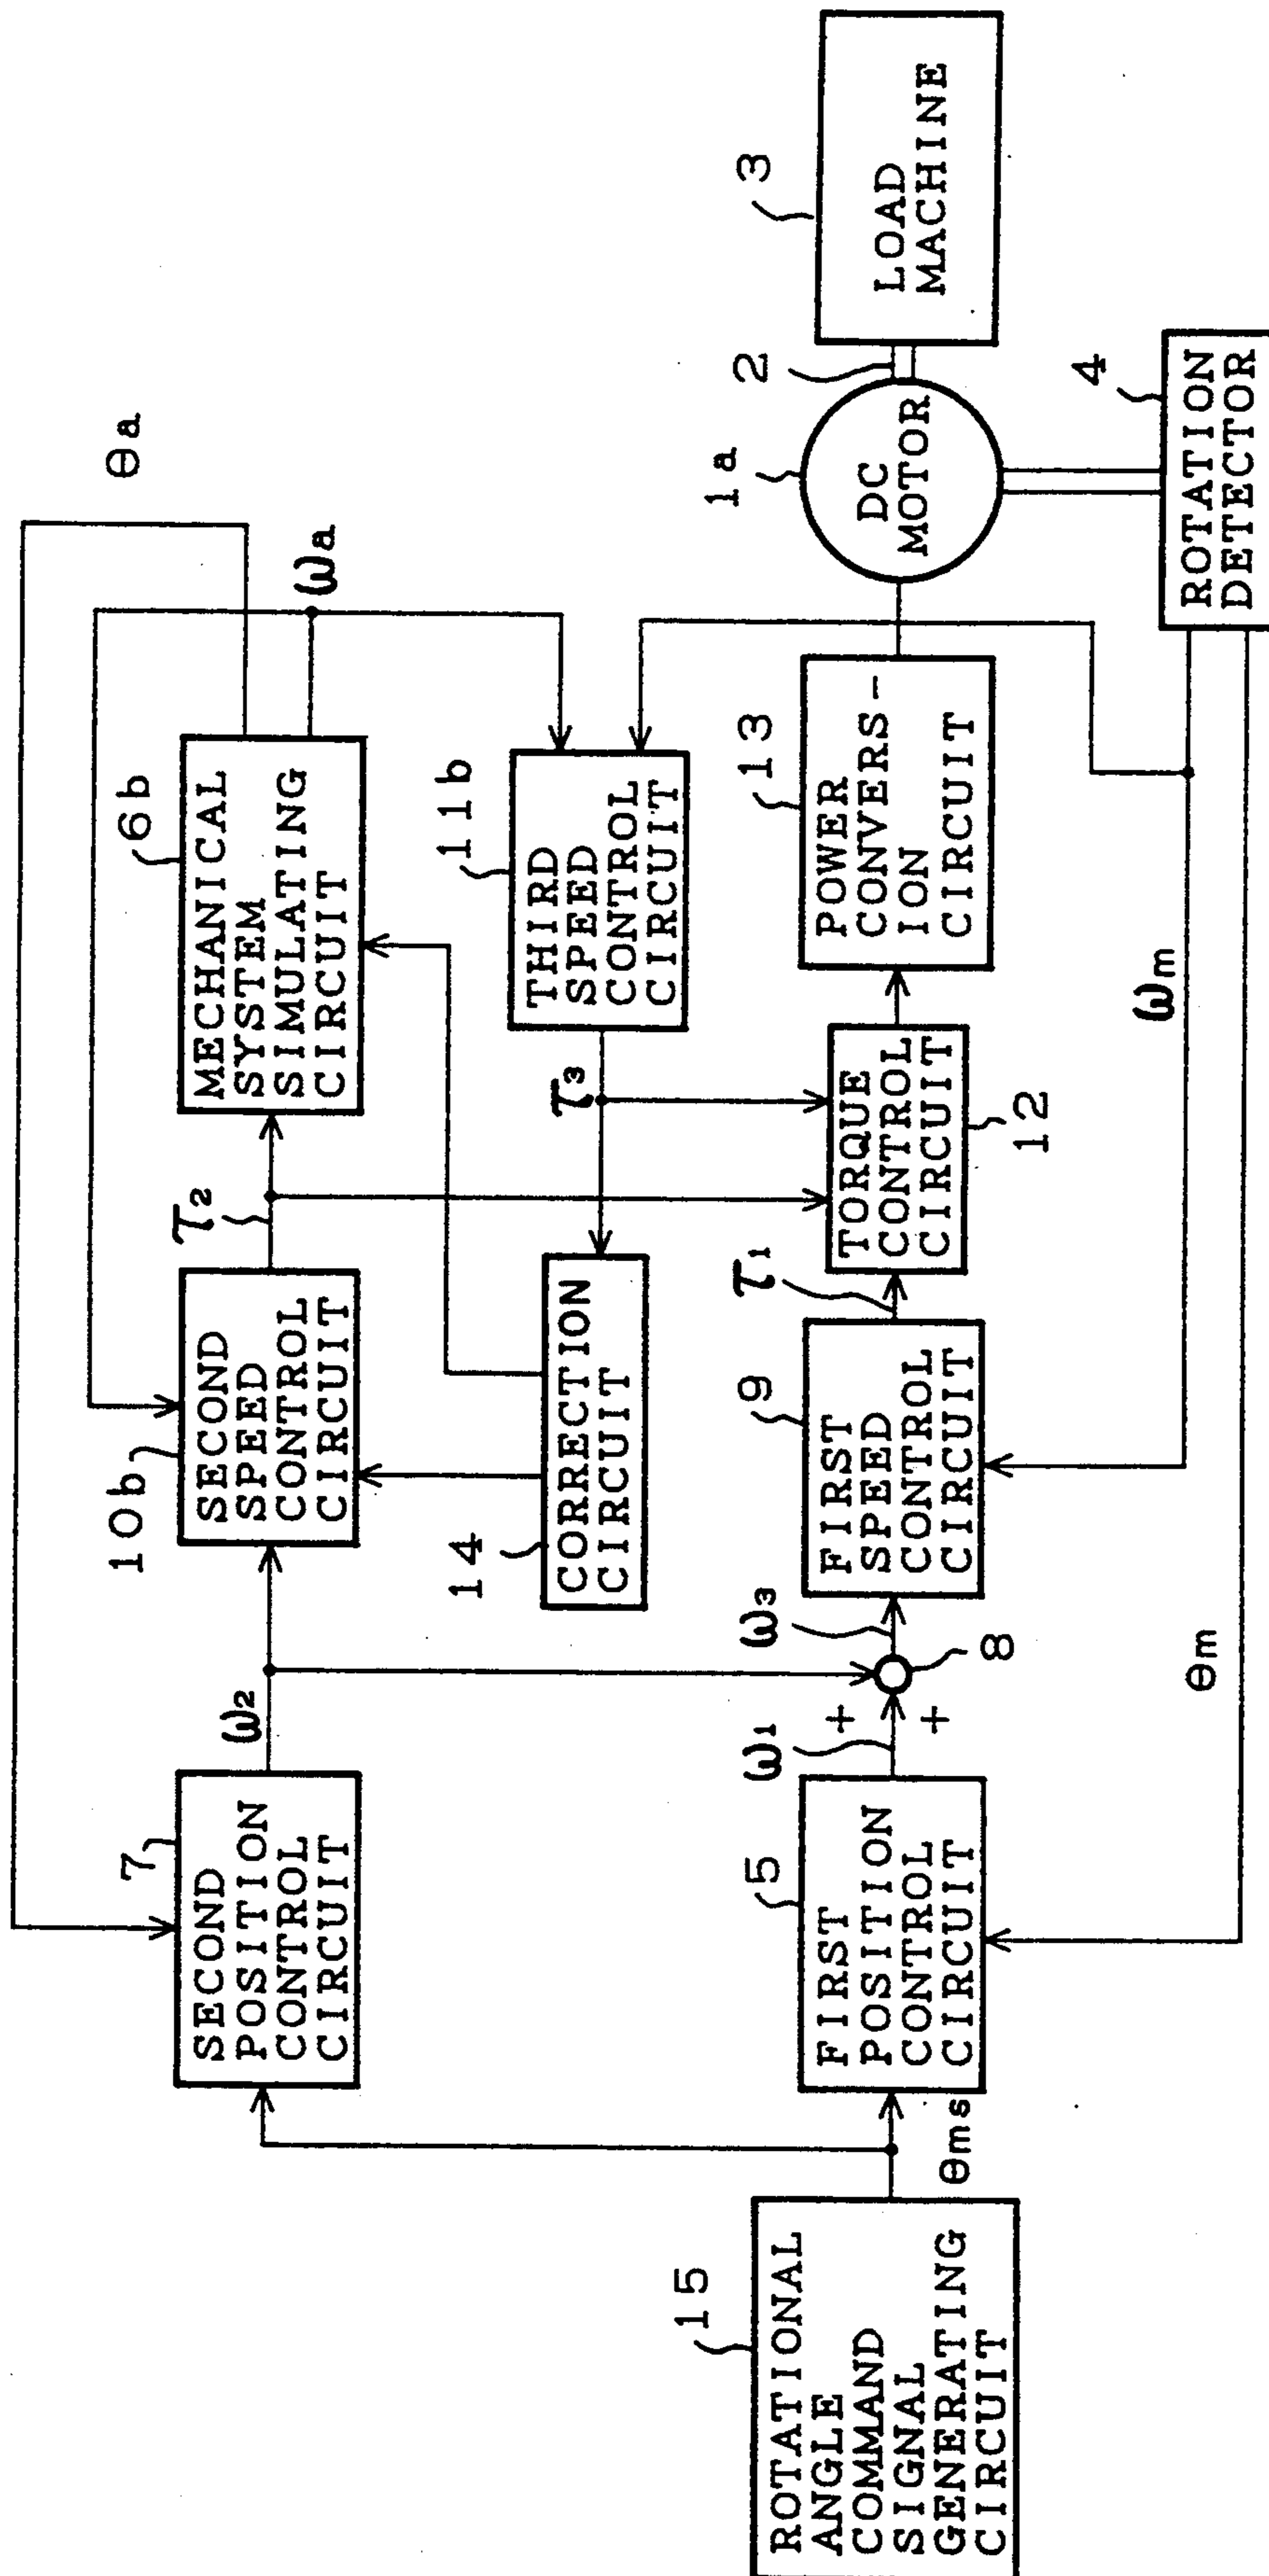 15
ROTATIONAL
ANGLE
COMMAND
SIGNAL
GENERATING
CIRCUIT
θms
7
SECOND
POSITION
CONTROL
CIRCUIT
ω2
5
FIRST
POSITION
CONTROL
CIRCUIT
ω1
+
+
8
ω3
10b
SECOND
SPEED
CONTROL
CIRCUIT
τ2
14
CORRECTION
CIRCUIT
9
FIRST
SPEED
CONTROL
CIRCUIT
τ1
6b
MECHANICAL
SYSTEM
SIMULATING
CIRCUIT
θa
ωa
11b
THIRD
SPEED
CONTROL
CIRCUIT
τ3
TORQUE
CONTROL
CIRCUIT
12
13
POWER
CONVERS-
ION
CIRCUIT
1a
DC
MOTOR
2
3
LOAD
MACHINE
4
ROTATION
DETECTOR
ωm
θm